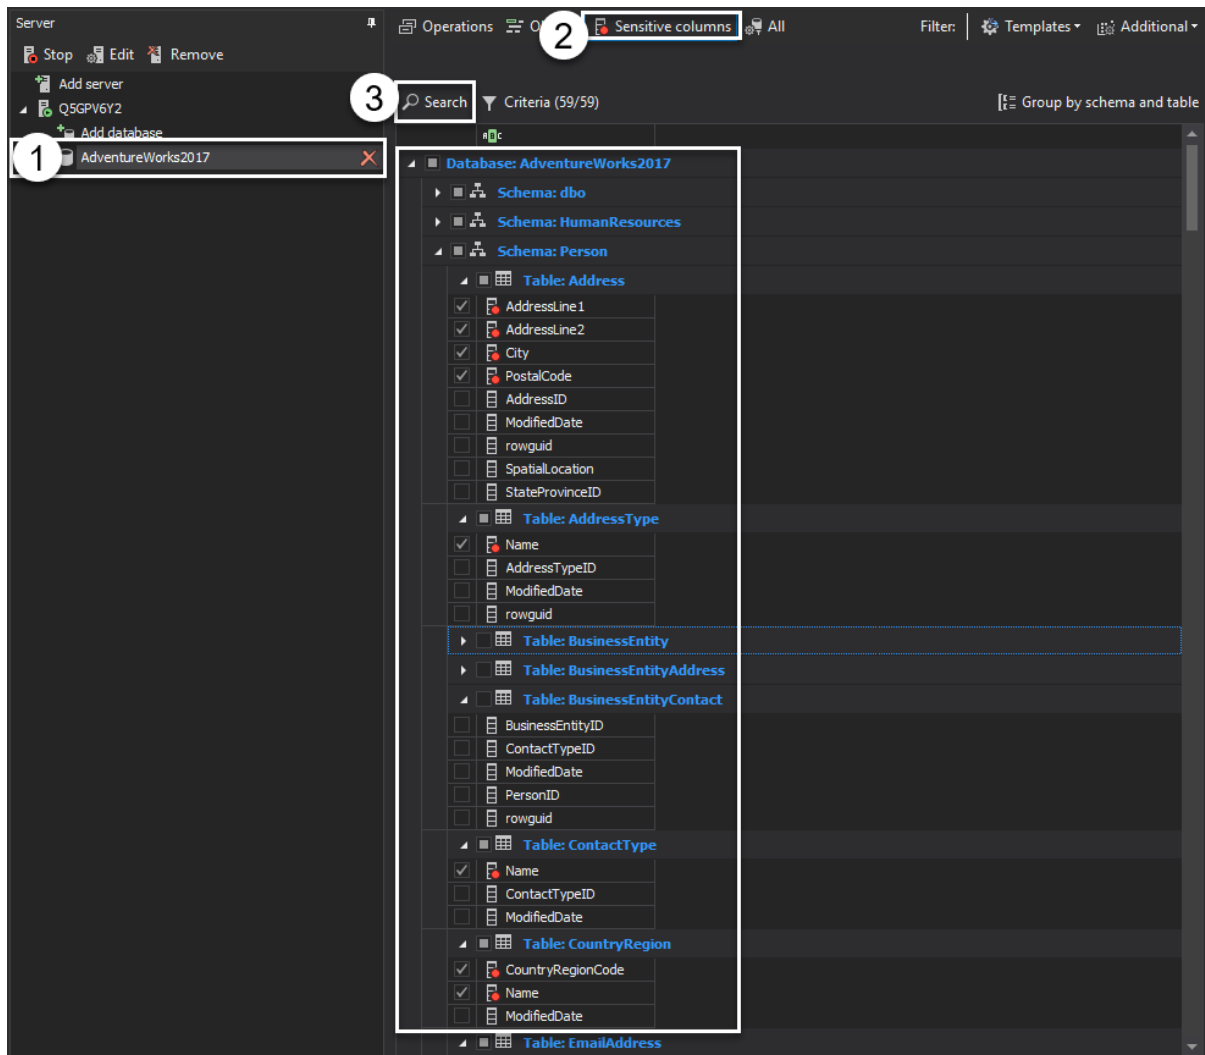 Server
Stop Edit Remove
Add server
Q5GPV6Y2
Add database
1 AdventureWorks2017
Operations 2 Sensitive columns All Filter: Templates Additional
3 Search Criteria (59/59) Group by schema and table
Database: AdventureWorks2017
Schema: dbo
Schema: HumanResources
Schema: Person
Table: Address
AddressLine1
AddressLine2
City
PostalCode
AddressID
ModifiedDate
rowguid
SpatialLocation
StateProvinceID
Table: AddressType
Name
AddressTypeID
ModifiedDate
rowguid
Table: BusinessEntity
Table: BusinessEntityAddress
Table: BusinessEntityContact
BusinessEntityID
ContactTypeID
ModifiedDate
PersonID
rowguid
Table: ContactType
Name
ContactTypeID
ModifiedDate
Table: CountryRegion
CountryRegionCode
Name
ModifiedDate
Table: EmailAddress